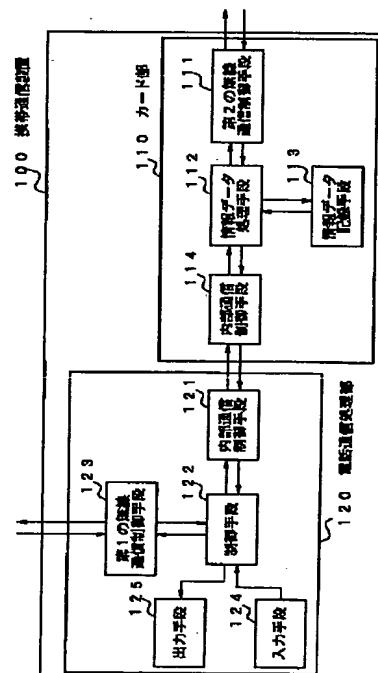 100 携帯通信装置
110 カード部
第2の無線
通信制御手段
111
情報データ
処理手段
112
情報データ
記録手段
113
内部通信
制御手段
114
120 電話通信処理部
内部通信
制御手段
121
制御手段
122
第1の無線
通信制御手段
123
入力手段
124
出力手段
125